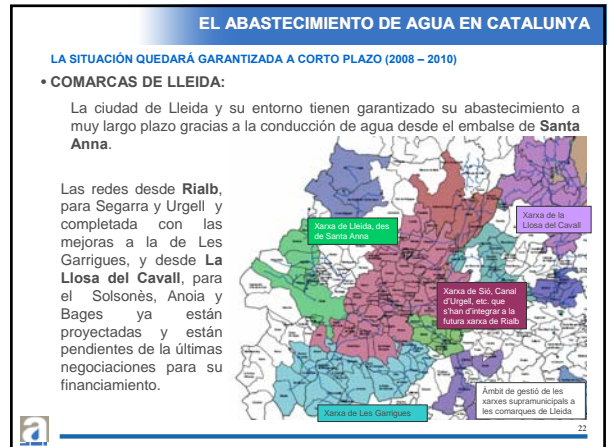 EL ABASTECIMIENTO DE AGUA EN CATALUNYA
LA SITUACIÓN QUEDARÁ GARANTIZADA A CORTO PLAZO (2008 – 2010)
• COMARCAS DE LLEIDA:
La ciudad de Lleida y su entorno tienen garantizado su abastecimiento a
muy largo plazo gracias a la conducción de agua desde el embalse de Santa
Anna.
Las redes desde Rialb,
para Segarra y Urgell y
completada con las
mejoras a la de Les
Garrigues, y desde La
Llosa del Cavall, para
el Solsonès, Anoia y
Bages ya están
proyectadas y están
pendientes de la últimas
negociaciones para su
financiamiento.
Xarxa de la
Llosa del Cavall
Xarxa de Lleida, des
de Santa Anna
Xarxa de Sió, Canal
d'Urgell, etc. que
s'han d'integrar a la
futura xarxa de Rialb
Àmbit de gestió de les
xarxes supramunicipals a
les comarques de Lleida
Xarxa de Les Garrigues
22